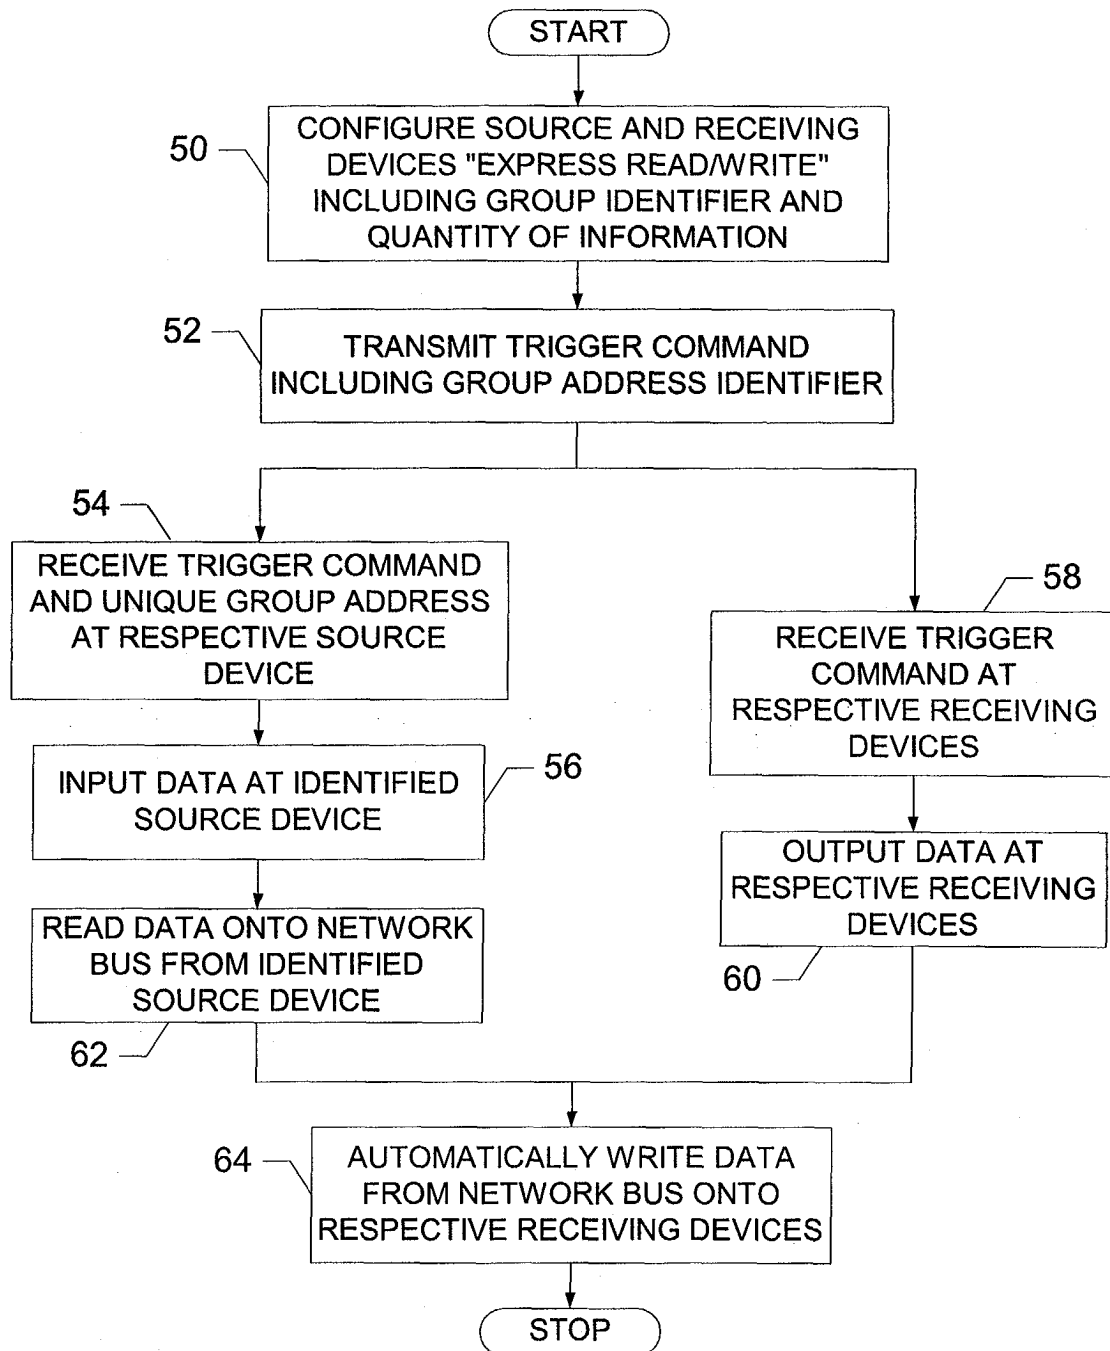 START
50
CONFIGURE SOURCE AND RECEIVING
DEVICES "EXPRESS READ/WRITE"
INCLUDING GROUP IDENTIFIER AND
QUANTITY OF INFORMATION
52
TRANSMIT TRIGGER COMMAND
INCLUDING GROUP ADDRESS IDENTIFIER
54
RECEIVE TRIGGER COMMAND
AND UNIQUE GROUP ADDRESS
AT RESPECTIVE SOURCE
DEVICE
58
RECEIVE TRIGGER
COMMAND AT
RESPECTIVE RECEIVING
DEVICES
INPUT DATA AT IDENTIFIED
SOURCE DEVICE
56
OUTPUT DATA AT
RESPECTIVE RECEIVING
DEVICES
60
READ DATA ONTO NETWORK
BUS FROM IDENTIFIED
SOURCE DEVICE
62
64
AUTOMATICALLY WRITE DATA
FROM NETWORK BUS ONTO
RESPECTIVE RECEIVING DEVICES
STOP